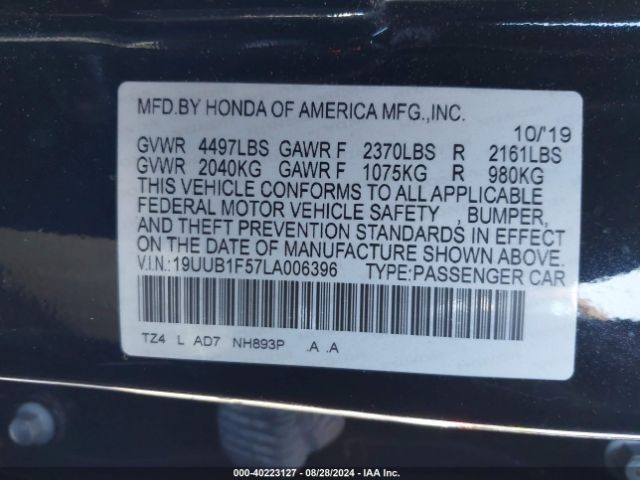 MFD.BY HONDA OF AMERICA MFG.,INC.
10/'19
GVWR 4497LBS GAWR F 2370LBS R 2161LBS
GVWR 2040KG GAWR F 1075KG R 980KG
THIS VEHICLE CONFORMS TO ALL APPLICABLE
FEDERAL MOTOR VEHICLE SAFETY , BUMPER,
AND THEFT PREVENTION STANDARDS IN EFFECT
ON THE DATE OF MANUFACTURE SHOWN ABOVE.
V.I.N.:19UUB1F57LA006396 TYPE:PASSENGER CAR
TZ4 L AD7 NH893P .A .A
000-40223127 - 08/28/2024 - IAA Inc.